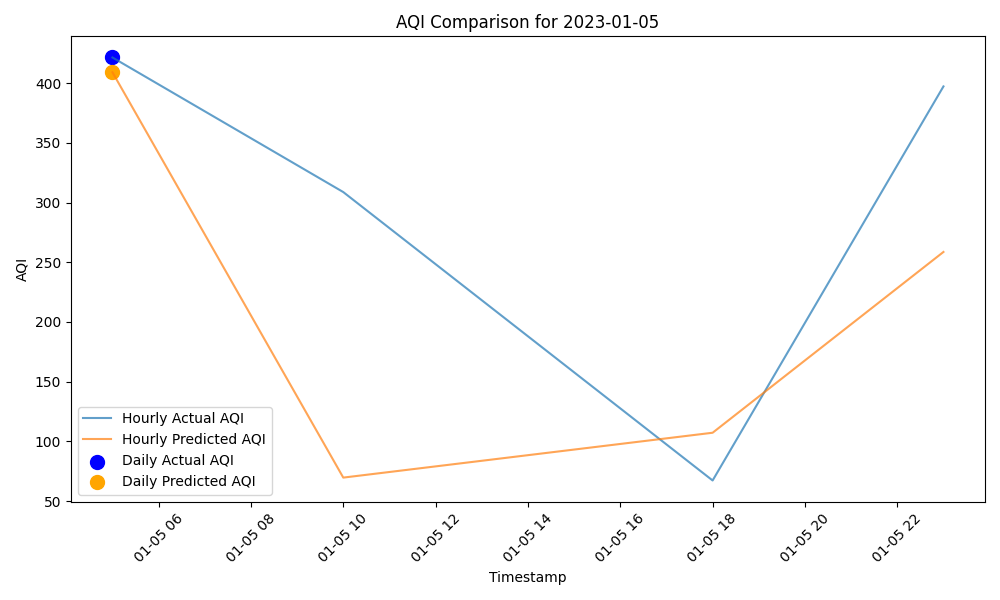 AQI Comparison for 2023-01-05
AQI
400
350
300
250
200
150
100
50
Hourly Actual AQI
Hourly Predicted AQI
Daily Actual AQI
Daily Predicted AQI
01-05 06
01-05 08
01-05 10
01-05 12
01-05 14
01-05 16
01-05 18
01-05 20
01-05 22
Timestamp